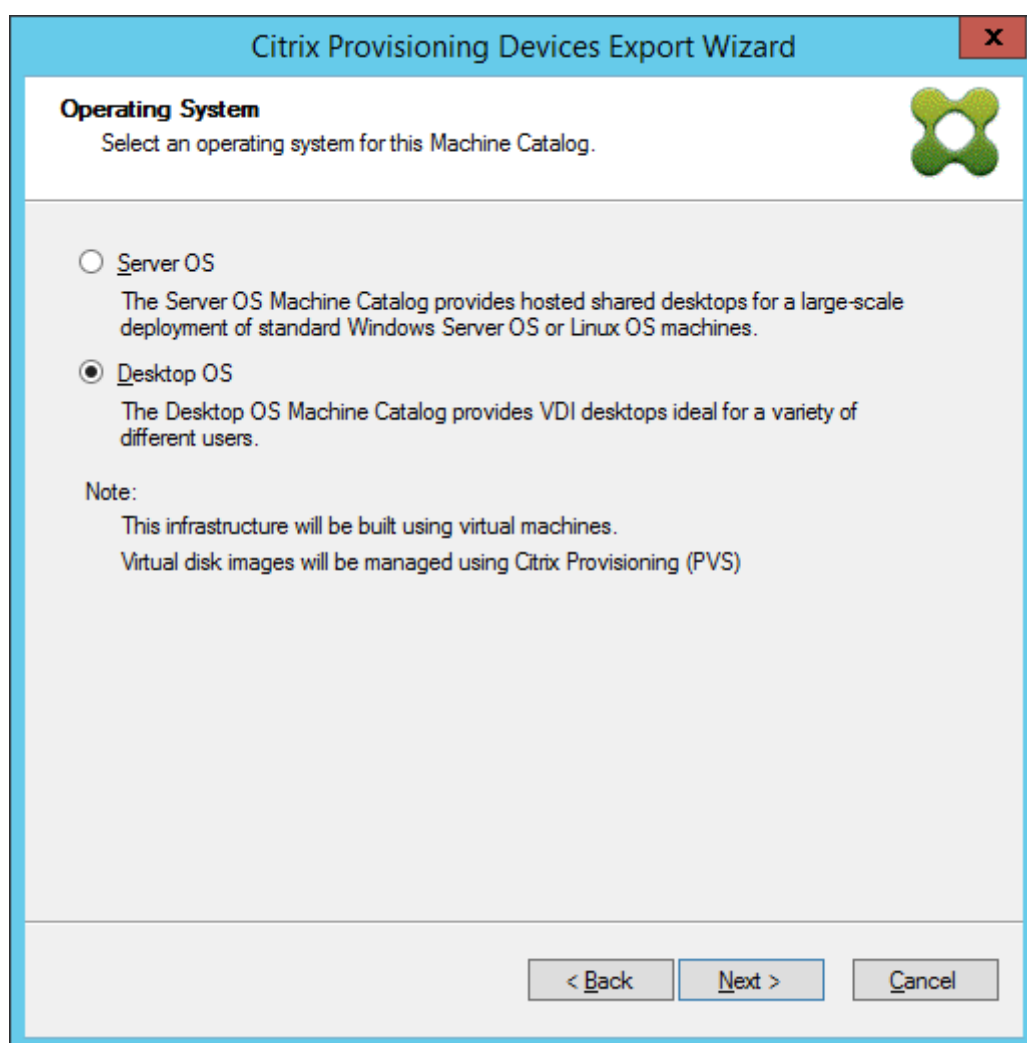 Citrix Provisioning Devices Export Wizard
x
Operating System
Select an operating system for this Machine Catalog.
Server OS
The Server OS Machine Catalog provides hosted shared desktops for a large-scale
deployment of standard Windows Server OS or Linux OS machines.
Desktop OS
The Desktop OS Machine Catalog provides VDI desktops ideal for a variety of
different users.
Note:
This infrastructure will be built using virtual machines.
Virtual disk images will be managed using Citrix Provisioning (PVS)
< Back
Next >
Cancel